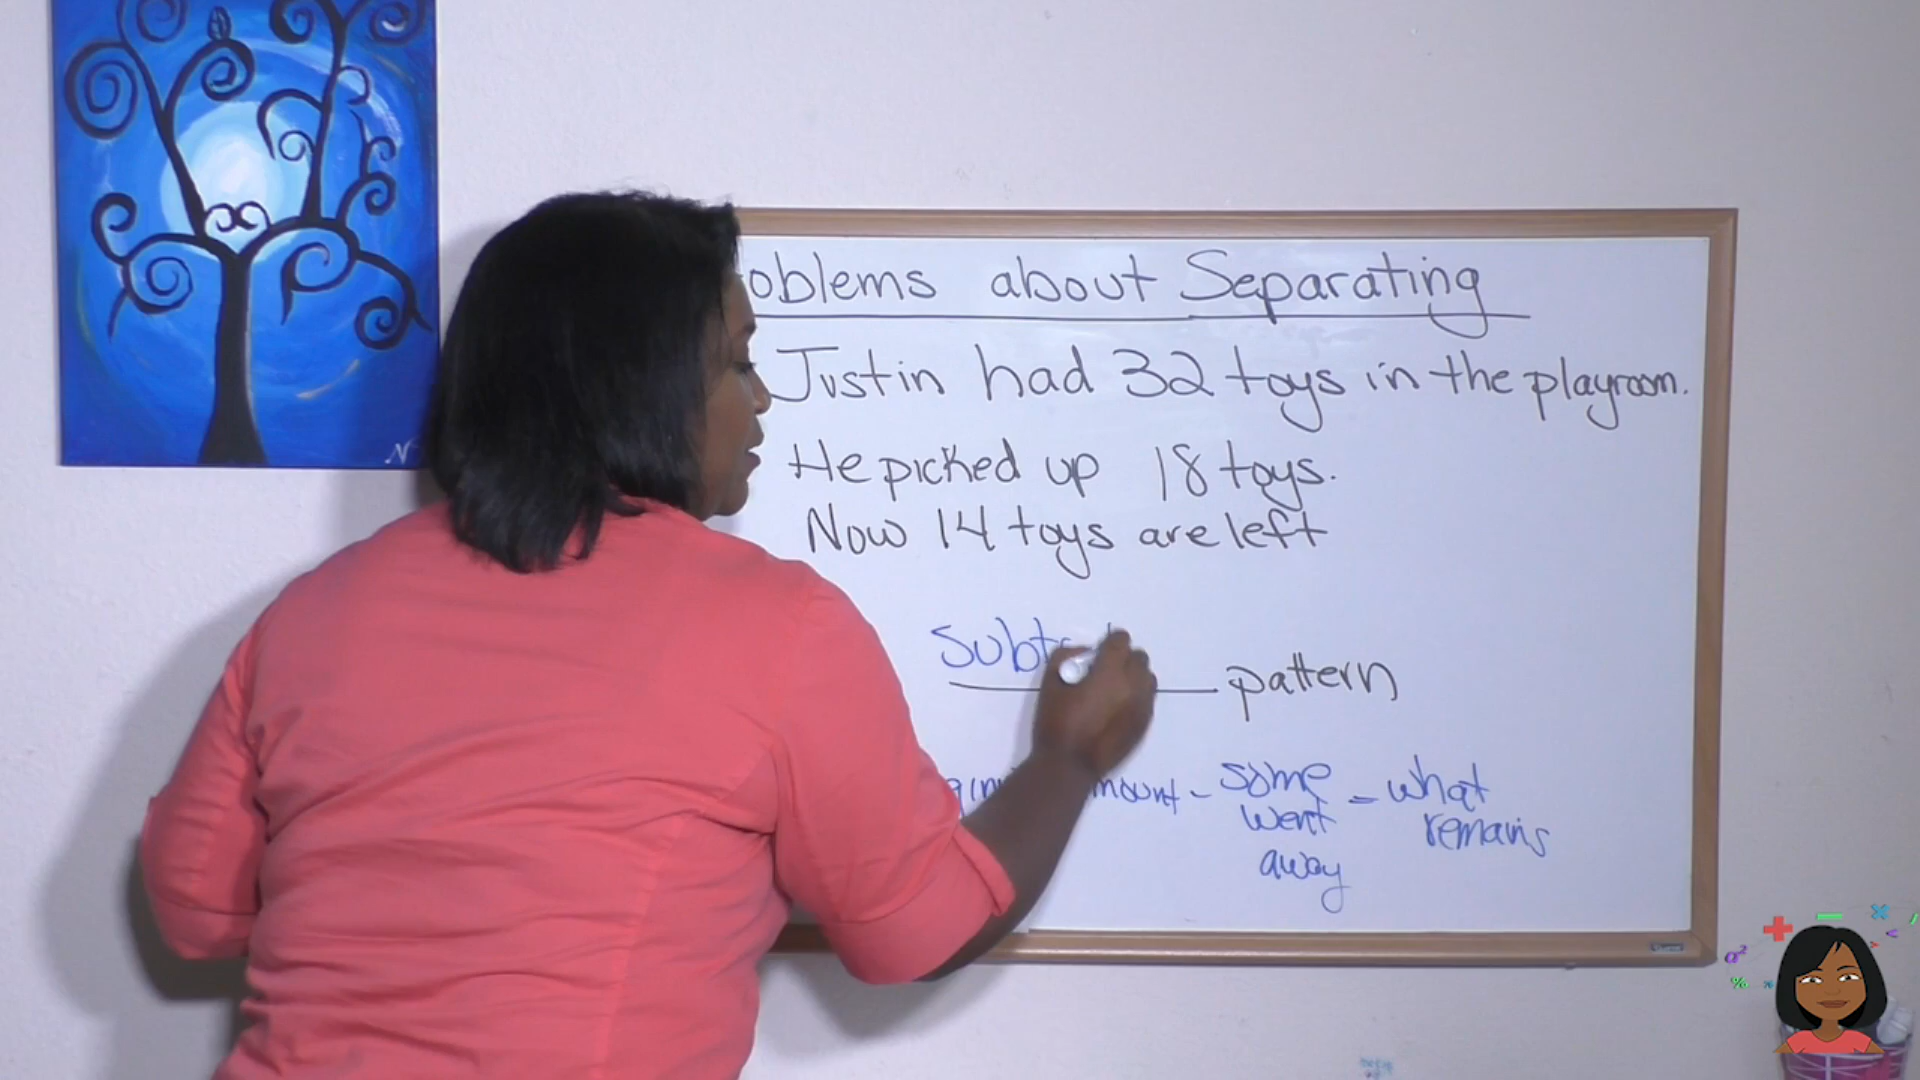 oblems about Separating
Justin had 32 toys in the playroom.
He picked up 18 toys.
Now 14 toys are left
pattern
- some = what
went remains
away
N
+ − × <
a²
%